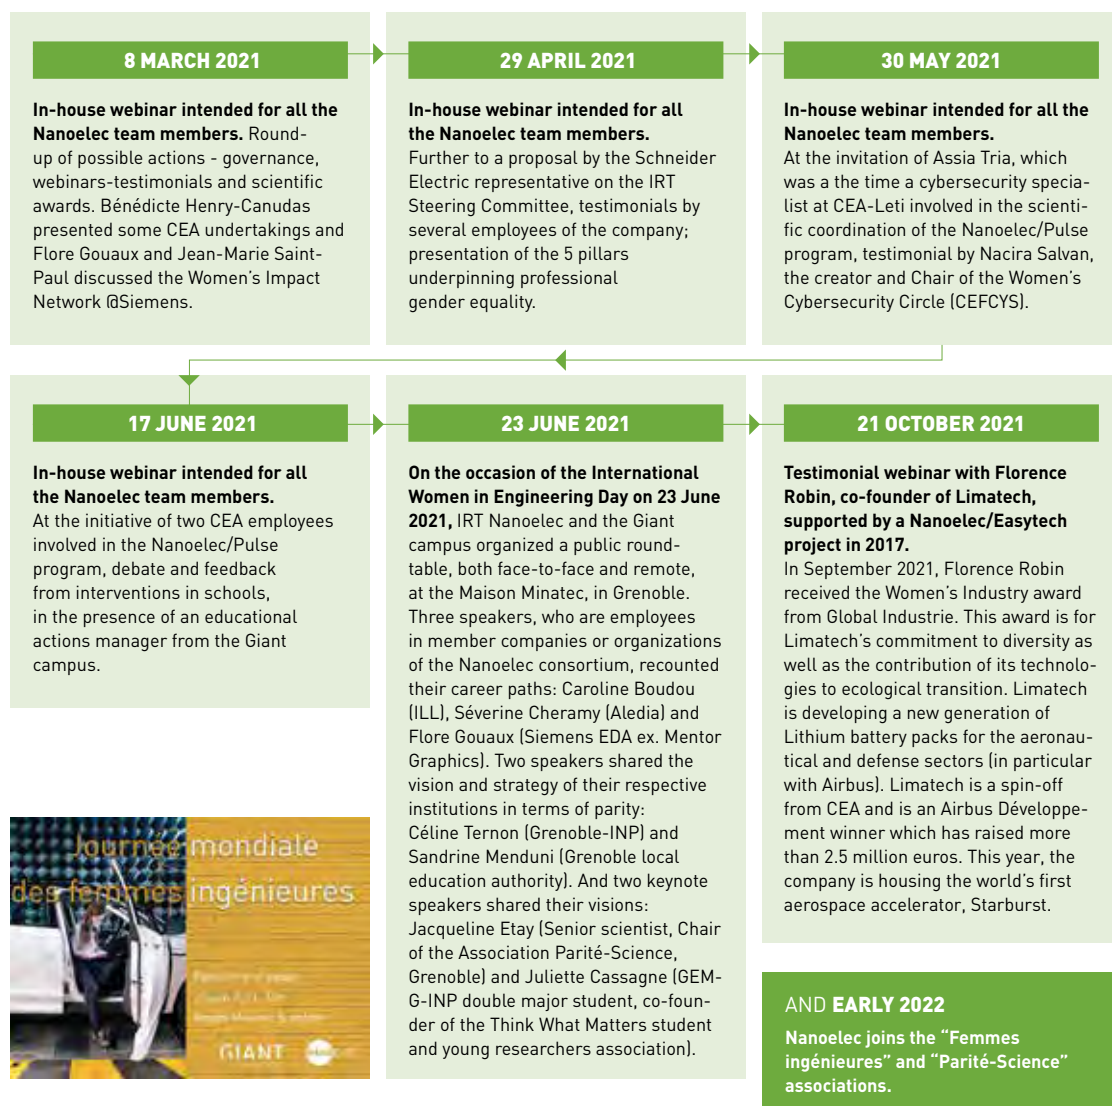 8 MARCH 2021
In-house webinar intended for all the
Nanoelec team members. Round-
up of possible actions - governance,
webinars-testimonials and scientific
awards. Bénédicte Henry-Canudas
presented some CEA undertakings and
Flore Gouaux and Jean-Marie Saint-
Paul discussed the Women's Impact
Network @Siemens.
29 APRIL 2021
In-house webinar intended for all
the Nanoelec team members.
Further to a proposal by the Schneider
Electric representative on the IRT
Steering Committee, testimonials by
several employees of the company;
presentation of the 5 pillars
underpinning professional
gender equality.
30 MAY 2021
In-house webinar intended for all the
Nanoelec team members.
At the invitation of Assia Tria, which
was a the time a cybersecurity specia-
list at CEA-Leti involved in the scienti-
fic coordination of the Nanoelec/Pulse
program, testimonial by Nacira Salvan,
the creator and Chair of the Women's
Cybersecurity Circle (CEFCYS).
17 JUNE 2021
In-house webinar intended for all
the Nanoelec team members.
At the initiative of two CEA employees
involved in the Nanoelec/Pulse
program, debate and feedback
from interventions in schools,
in the presence of an educational
actions manager from the Giant
campus.
23 JUNE 2021
On the occasion of the International
Women in Engineering Day on 23 June
2021, IRT Nanoelec and the Giant
campus organized a public round-
table, both face-to-face and remote,
at the Maison Minatec, in Grenoble.
Three speakers, who are employees
in member companies or organizations
of the Nanoelec consortium, recounted
their career paths: Caroline Boudou
(ILL), Séverine Cheramy (Aledia) and
Flore Gouaux (Siemens EDA ex. Mentor
Graphics). Two speakers shared the
vision and strategy of their respective
institutions in terms of parity:
Céline Ternon (Grenoble-INP) and
Sandrine Menduni (Grenoble local
education authority). And two keynote
speakers shared their visions:
Jacqueline Etay (Senior scientist, Chair
of the Association Parité-Science,
Grenoble) and Juliette Cassagne (GEM-
G-INP double major student, co-foun-
der of the Think What Matters student
and young researchers association).
21 OCTOBER 2021
Testimonial webinar with Florence
Robin, co-founder of Limatech,
supported by a Nanoelec/Easytech
project in 2017.
In September 2021, Florence Robin
received the Women's Industry award
from Global Industrie. This award is for
Limatech's commitment to diversity as
well as the contribution of its technolo-
gies to ecological transition. Limatech
is developing a new generation of
Lithium battery packs for the aeronau-
tical and defense sectors (in particular
with Airbus). Limatech is a spin-off
from CEA and is an Airbus Développe-
ment winner which has raised more
than 2.5 million euros. This year, the
company is housing the world's first
aerospace accelerator, Starburst.
Journée mondiale
des femmes ingénieures
GIANT
AND EARLY 2022
Nanoelec joins the “Femmes
ingénieures” and “Parité-Science”
associations.